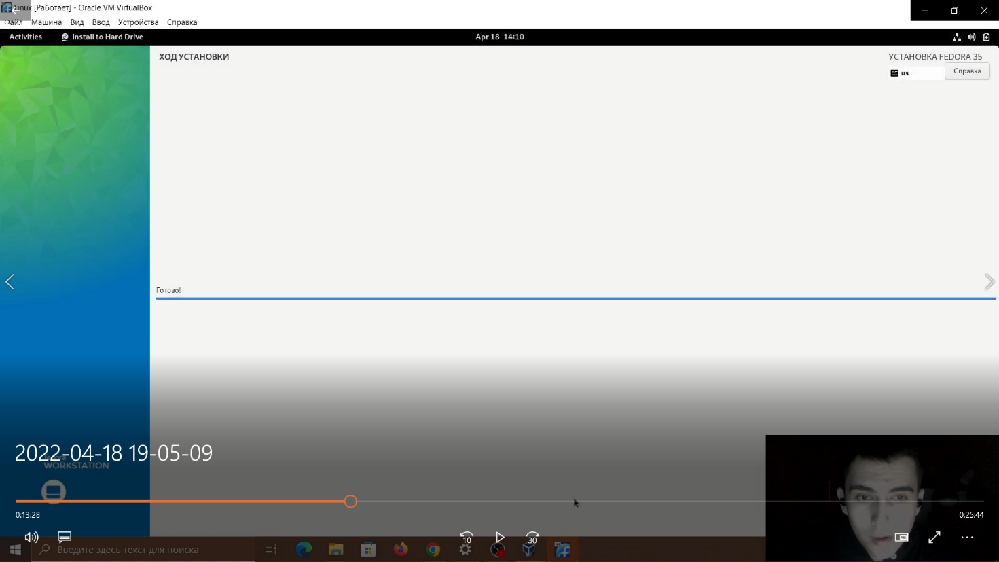 Linux [Работает] - Oracle VM VirtualBox
Файл Машина Вид Ввод Устройства Справка
Activities Install to Hard Drive Apr 18 14:10
ХОД УСТАНОВКИ УСТАНОВКА FEDORA 35
us Справка
Готово!
2022-04-18 19-05-09
WORKSTATION
0:13:28 0:25:44
10 30
Введите здесь текст для поиска